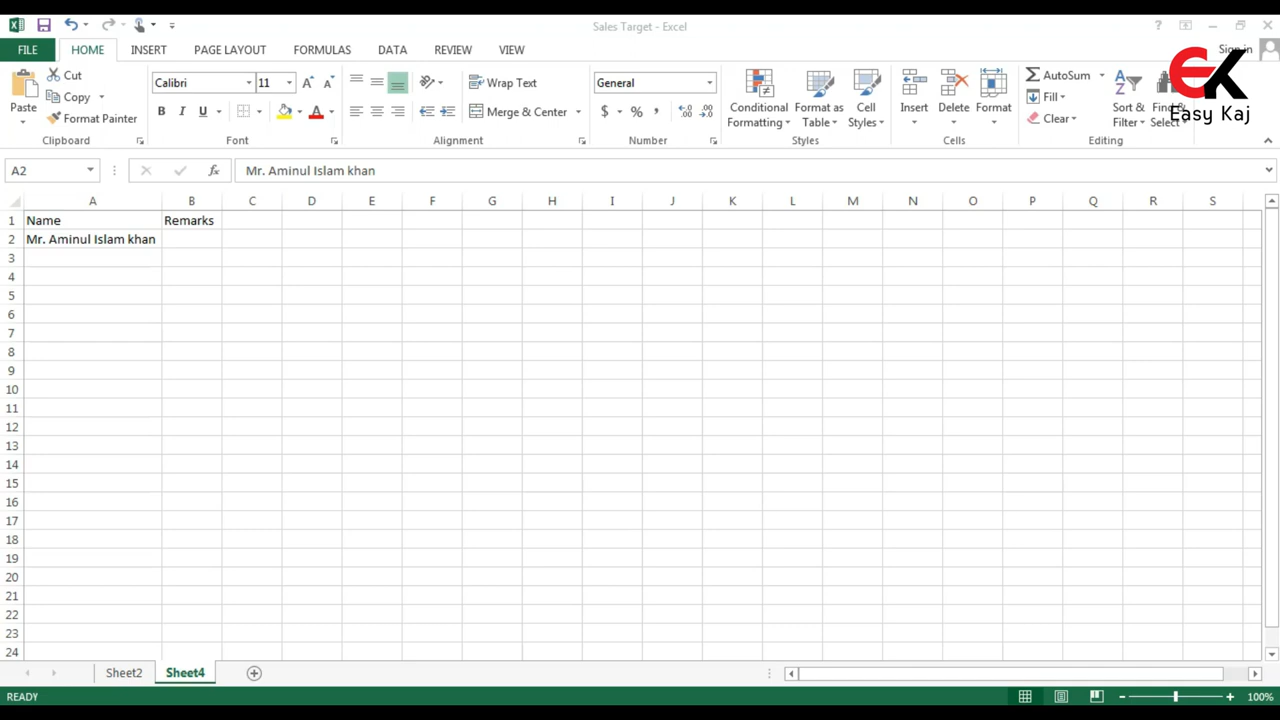 Sales Target - Excel
?
FILE HOME INSERT PAGE LAYOUT FORMULAS DATA REVIEW VIEW Sign in
EK
Easy Kaj
Paste
Cut
Copy
Format Painter
Clipboard
Calibri 11
B I U
Font
Wrap Text
Merge & Center
Alignment
General
$ % ,
Number
Conditional Formatting
Format as Table
Cell Styles
Styles
Insert Delete Format
Cells
AutoSum
Fill
Clear
Sort & Filter
Find & Select
Editing
A2 fx Mr. Aminul Islam khan
A B C D E F G H I J K L M N O P Q R S
1 Name Remarks
2 Mr. Aminul Islam khan
3
4
5
6
7
8
9
10
11
12
13
14
15
16
17
18
19
20
21
22
23
24
Sheet2 Sheet4
READY 100%